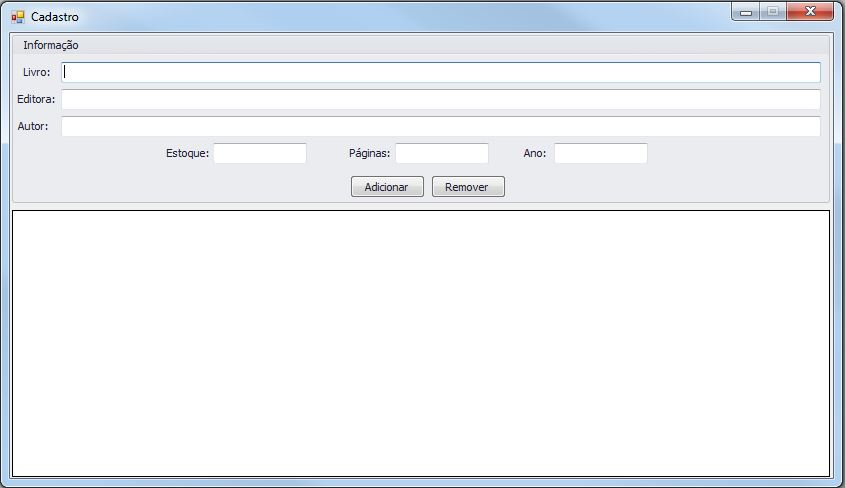 Cadastro
Informação
Livro:
Editora:
Autor:
Estoque: Páginas: Ano:
Adicionar Remover